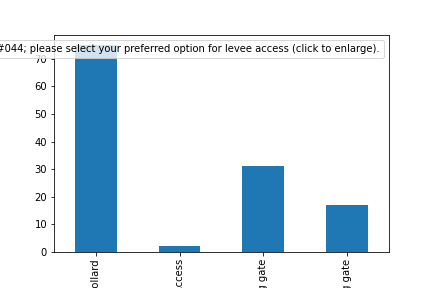 #044; please select your preferred option for levee access (click to enlarge).
70
60
50
40
30
20
10
0
ollard
ccess
g gate
g gate